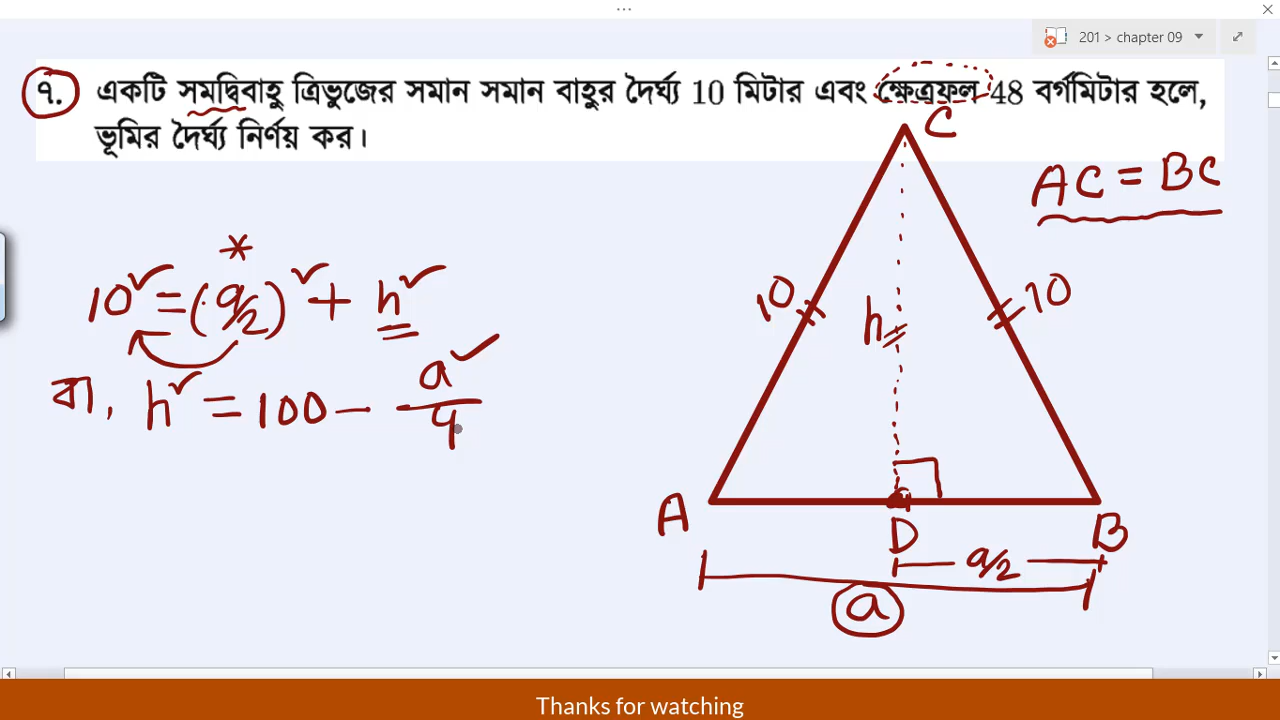 201 > chapter 09
৭. একটি সমদ্বিবাহু ত্রিভুজের সমান সমান বাহুর দৈর্ঘ্য 10 মিটার এবং ক্ষেত্রফল 48 বর্গমিটার হলে,
ভূমির দৈর্ঘ্য নির্ণয় কর।
C
AC = BC
*
10² = (a/2)² + h²
10
h
10
বা, h² = 100 - a²/4
A
D
B
a/2
a
Thanks for watching